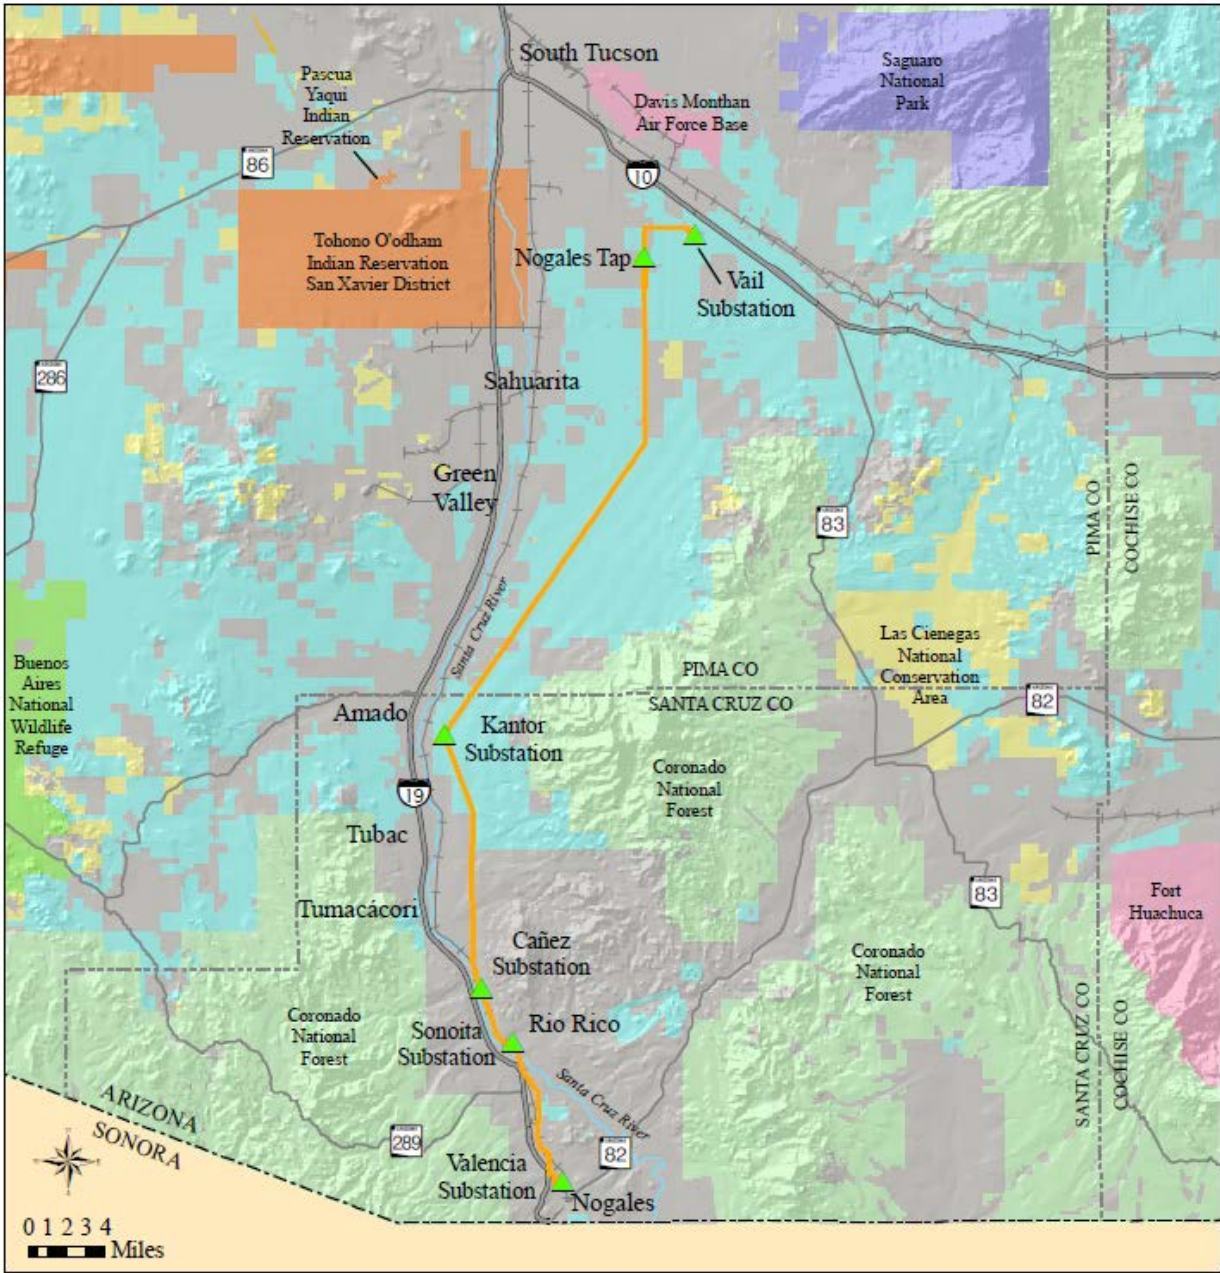 South Tucson
Saguaro
National
Park
Pascua
Yaqui
Indian
Reservation
Davis Monthan
Air Force Base
86
10
Tohono O'odham
Indian Reservation
San Xavier District
Nogales Tap
Vail
Substation
286
Sahuarita
Green
Valley
83
PIMA CO
COCHISE CO
Santa Cruz River
Buenos
Aires
National
Wildlife
Refuge
Las Cienegas
National
Conservation
Area
PIMA CO
SANTA CRUZ CO
82
Amado
Kantor
Substation
Coronado
National
Forest
19
Tubac
83
Fort
Huachuca
Tumacácori
Cañez
Substation
Coronado
National
Forest
Coronado
National
Forest
Sonoita
Substation
Rio Rico
SANTA CRUZ CO
COCHISE CO
Santa Cruz River
ARIZONA
SONORA
289
82
Valencia
Substation
Nogales
0 1 2 3 4
Miles